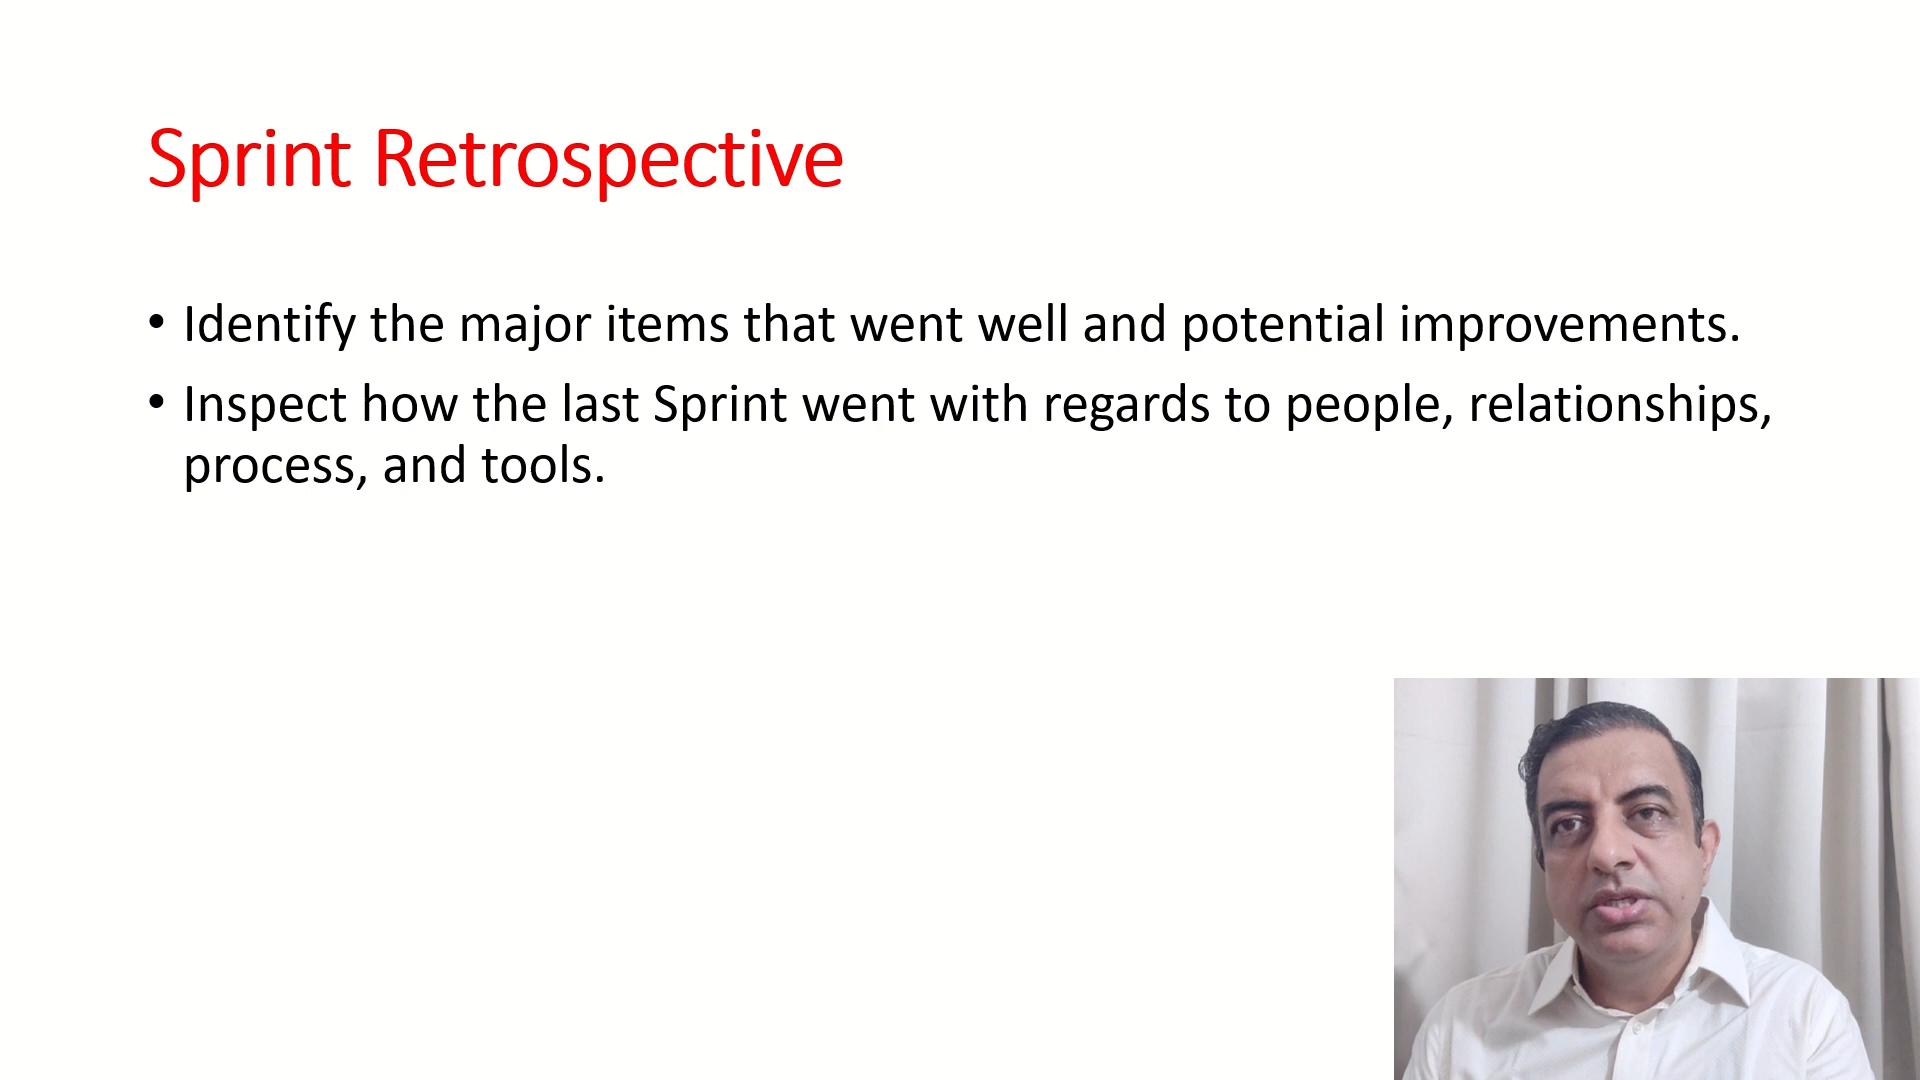 Sprint Retrospective
• Identify the major items that went well and potential improvements.
• Inspect how the last Sprint went with regards to people, relationships,
process, and tools.